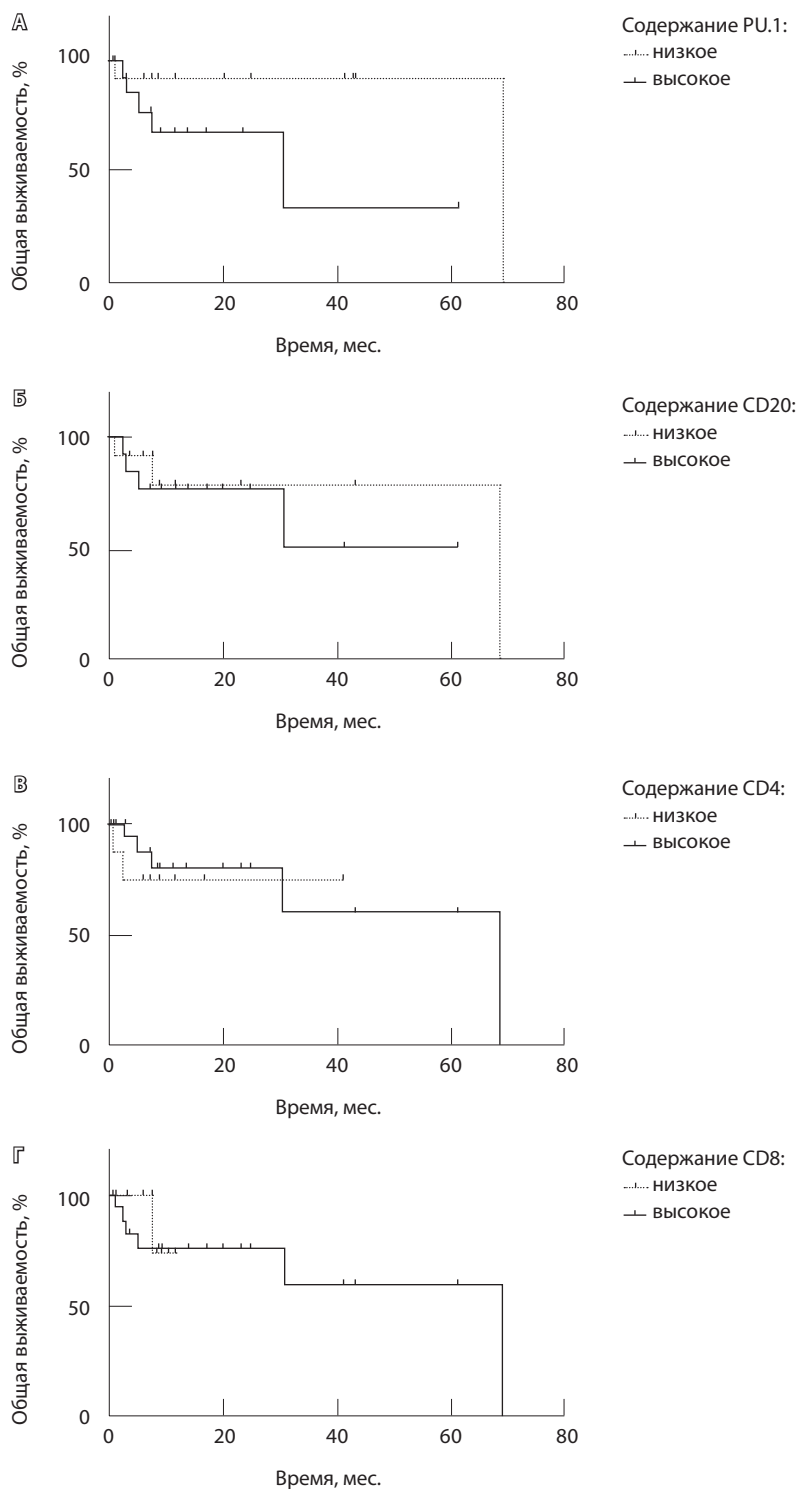 А
Общая выживаемость, %
100
50
0
0 20 40 60 80
Время, мес.
Содержание PU.1:
низкое
высокое
Б
Общая выживаемость, %
100
50
0
0 20 40 60 80
Время, мес.
Содержание CD20:
низкое
высокое
В
Общая выживаемость, %
100
50
0
0 20 40 60 80
Время, мес.
Содержание CD4:
низкое
высокое
Г
Общая выживаемость, %
100
50
0
0 20 40 60 80
Время, мес.
Содержание CD8:
низкое
высокое